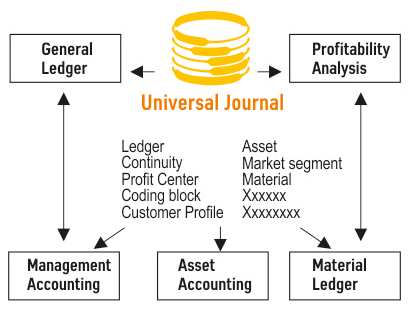 General
Ledger
Profitability
Analysis
Universal Journal
Ledger
Continuity
Profit Center
Coding block
Customer Profile
Asset
Market segment
Material
Xxxxxx
Xxxxxxxx
Management
Accounting
Asset
Accounting
Material
Ledger